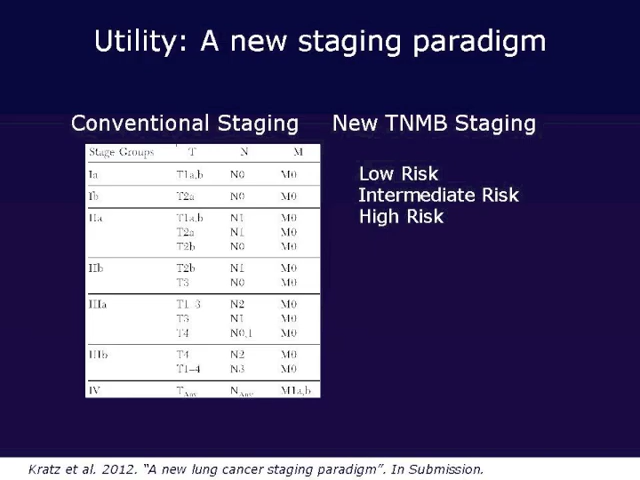 Utility: A new staging paradigm
Conventional Staging
Stage Groups T N M
Ia T1a,b N0 M0
Ib T2a N0 M0
IIa T1a,b N1 M0
T2a N1 M0
T2b N0 M0
IIb T2b N1 M0
T3 N0 M0
IIIa T1–3 N2 M0
T3 N1 M0
T4 N0,1 M0
IIIb T4 N2 M0
T1–4 N3 M0
IV TAny NAny M1a,b
New TNMB Staging
Low Risk
Intermediate Risk
High Risk
Kratz et al. 2012. “A new lung cancer staging paradigm”. In Submission.